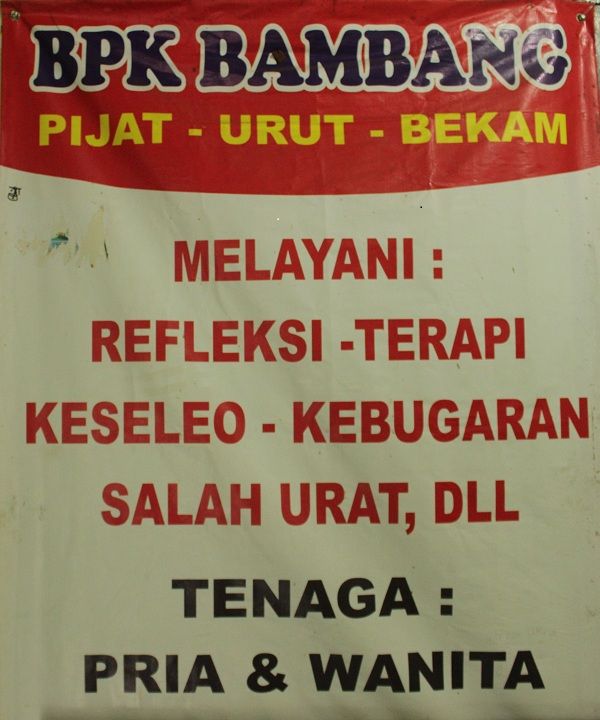 BPK BAMBANG
PIJAT - URUT - BEKAM
MELAYANI :
REFLEKSI -TERAPI
KESELEO - KEBUGARAN
SALAH URAT, DLL
TENAGA :
PRIA & WANITA